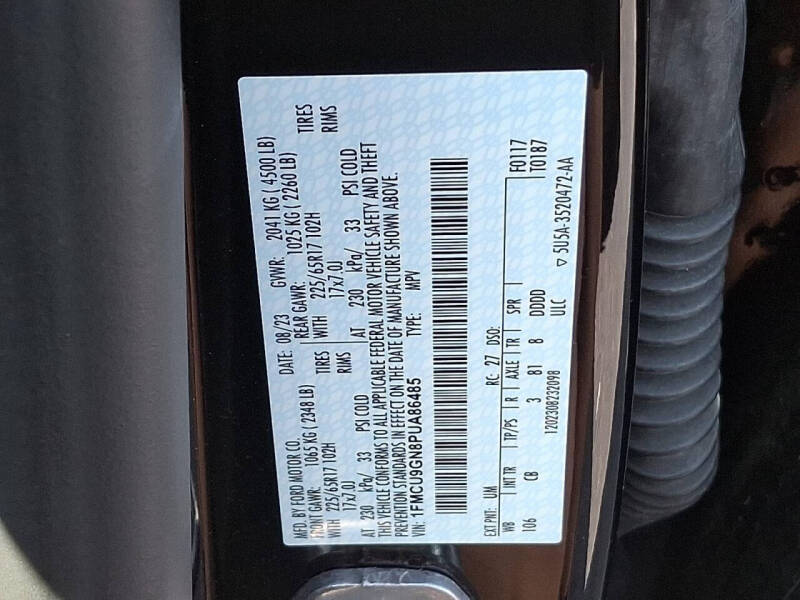 MFD. BY FORD MOTOR CO.
DATE: 08/23 GVWR: 2041 KG ( 4500 LB)
FRONT GAWR: 1065 KG ( 2348 LB) REAR GAWR: 1025 KG ( 2260 LB)
225/65R17 102H TIRES WITH 225/65R17 102H TIRES
17x7.0J RIMS 17x7.0J RIMS
AT 230 kPa/ 33 PSI COLD AT 230 kPa/ 33 PSI COLD
THIS VEHICLE CONFORMS TO ALL APPLICABLE FEDERAL MOTOR VEHICLE SAFETY AND THEFT
PREVENTION STANDARDS IN EFFECT ON THE DATE OF MANUFACTURE SHOWN ABOVE.
VIN: 1FMCU9GN8PUA86485 TYPE: MPV
F0117
T0187
EXT PNT: UM RC: 27 DSO:
WB INT TR TP/PS R AXLE TR SPR
106 CB 3 B1 8 DDDD
1202308232098 ULC
▽ 5U5A-3520472-AA